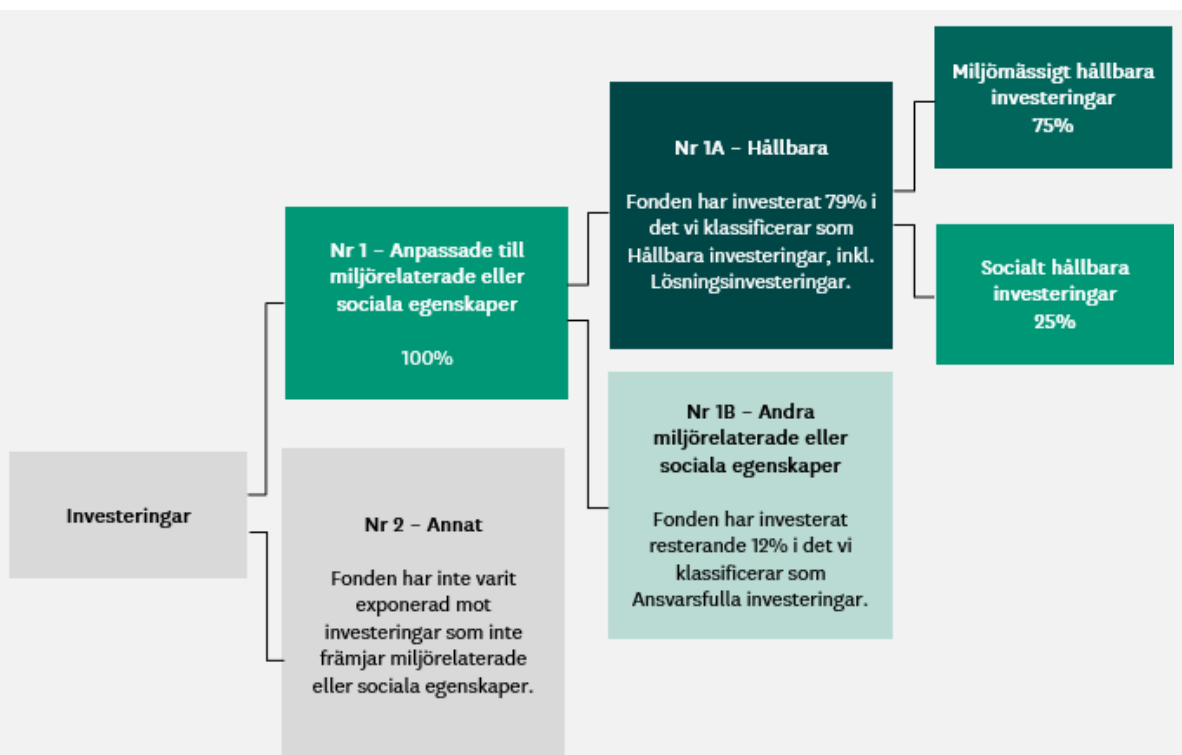 Investeringar
Nr 1 – Anpassade till
miljörelaterade eller
sociala egenskaper
100%
Nr 2 – Annat
Fonden har inte varit
exponerad mot
investeringar som inte
främjar miljörelaterade
eller sociala egenskaper.
Nr 1A – Hållbara
Fonden har investerat 79% i
det vi klassificerar som
Hållbara investeringar, inkl.
Lösningsinvesteringar.
Nr 1B – Andra
miljörelaterade eller
sociala egenskaper
Fonden har investerat
resterande 12% i det vi
klassificerar som
Ansvarsfulla investeringar.
Miljömässigt hållbara
investeringar
75%
Socialt hållbara
investeringar
25%